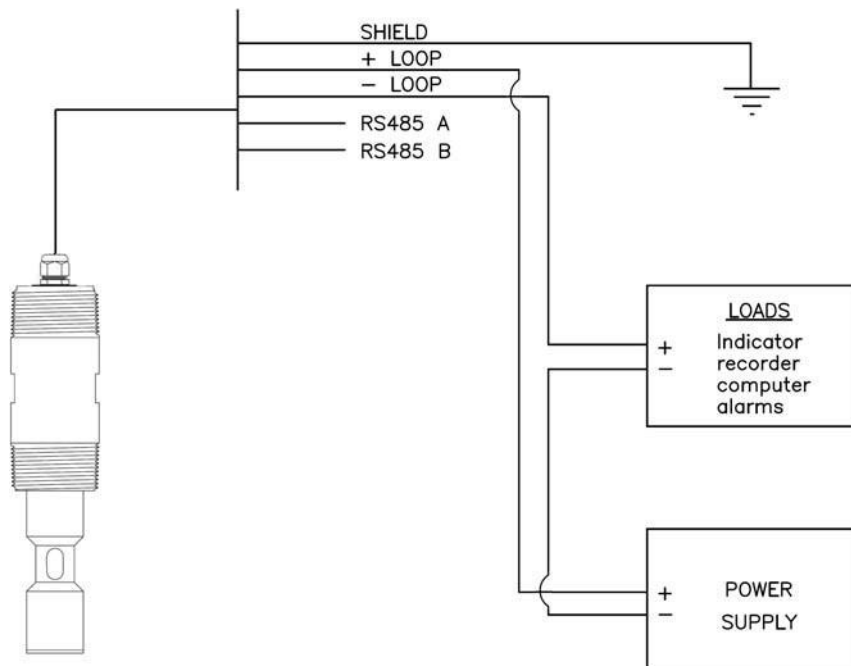 SHIELD
+ LOOP
− LOOP
RS485 A
RS485 B
LOADS
+ Indicator
− recorder
computer
alarms
+ POWER
− SUPPLY